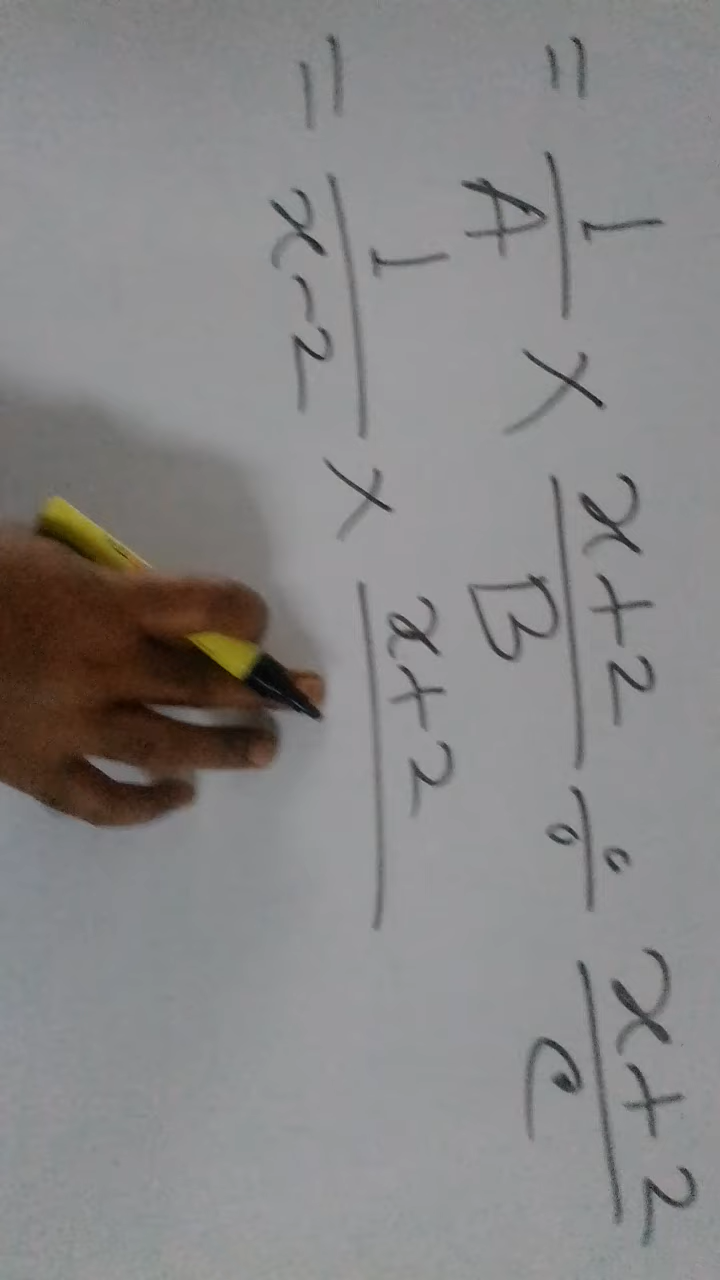 = 1/A × x+2/B ÷ x+2/C
= 1/x-2 × x+2/